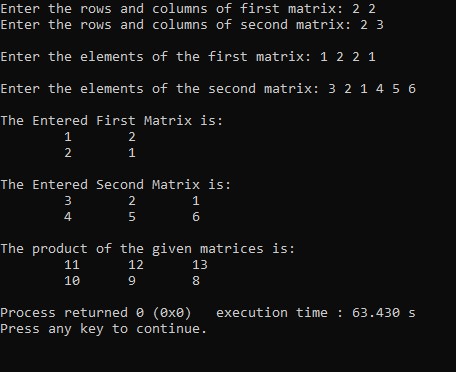 Enter the rows and columns of first matrix: 2 2
Enter the rows and columns of second matrix: 2 3
Enter the elements of the first matrix: 1 2 2 1
Enter the elements of the second matrix: 3 2 1 4 5 6
The Entered First Matrix is:
1 2
2 1
The Entered Second Matrix is:
3 2 1
4 5 6
The product of the given matrices is:
11 12 13
10 9 8
Process returned 0 (0x0)   execution time : 63.430 s
Press any key to continue.